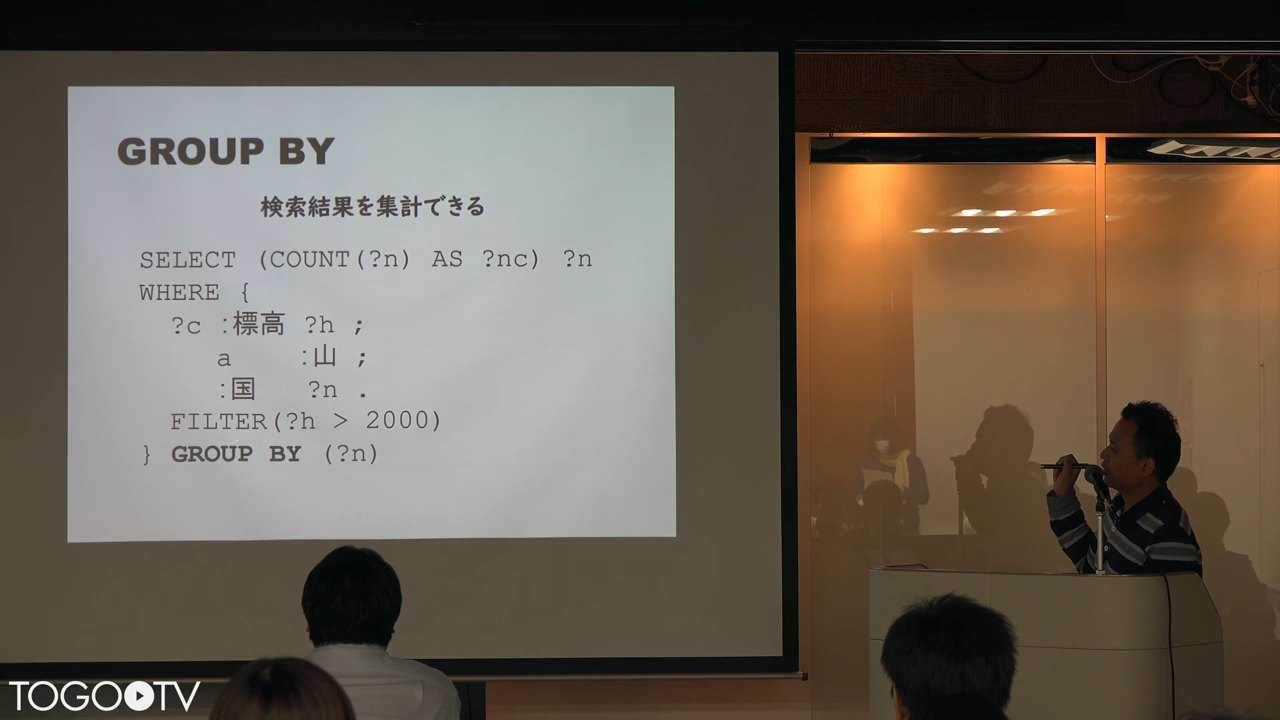 GROUP BY
検索結果を集計できる
SELECT (COUNT(?n) AS ?nc) ?n
WHERE {
?c :標高 ?h ;
a :山 ;
:国 ?n .
FILTER(?h > 2000)
} GROUP BY (?n)
TOGOTV